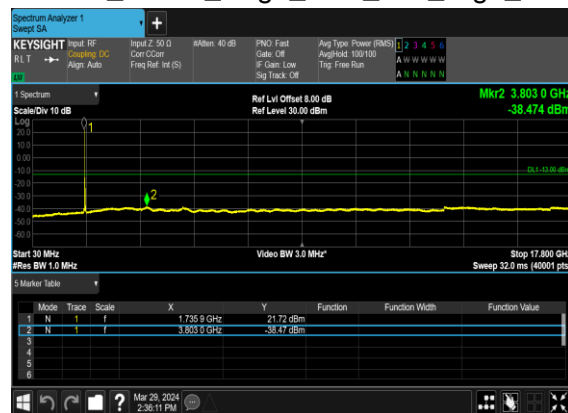 Spectrum Analyzer 1
Swept SA
+
KEYSIGHT Input: RF Input Z: 50 Ω #Atten: 40 dB PNO: Fast Avg Type: Power (RMS) 1 2 3 4 5 6
RLT Coupling: DC Corr CCorr Gate: Off Avg|Hold: 100/100 A W W W W W
Align: Auto Freq Ref: Int (S) IF Gain: Low Trig: Free Run
Sig Track: Off A N N N N N
1 Spectrum Ref Lvl Offset 8.00 dB Mkr2 3.803 0 GHz
Scale/Div 10 dB Ref Level 30.00 dBm -38.474 dBm
Log
20.0
10.0
0.00
-10.0
-20.0
-30.0
-40.0
-50.0
-60.0
1
2
DL1 -13.00 dBm
Start 30 MHz Video BW 3.0 MHz* Stop 17.800 GHz
#Res BW 1.0 MHz Sweep 32.0 ms (40001 pts)
5 Marker Table
Mode Trace Scale X Y Function Function Width Function Value
1 N 1 f 1.735 9 GHz 21.72 dBm
2 N 1 f 3.803 0 GHz -38.47 dBm
3
4
5
6
? Mar 29, 2024
2:36:11 PM